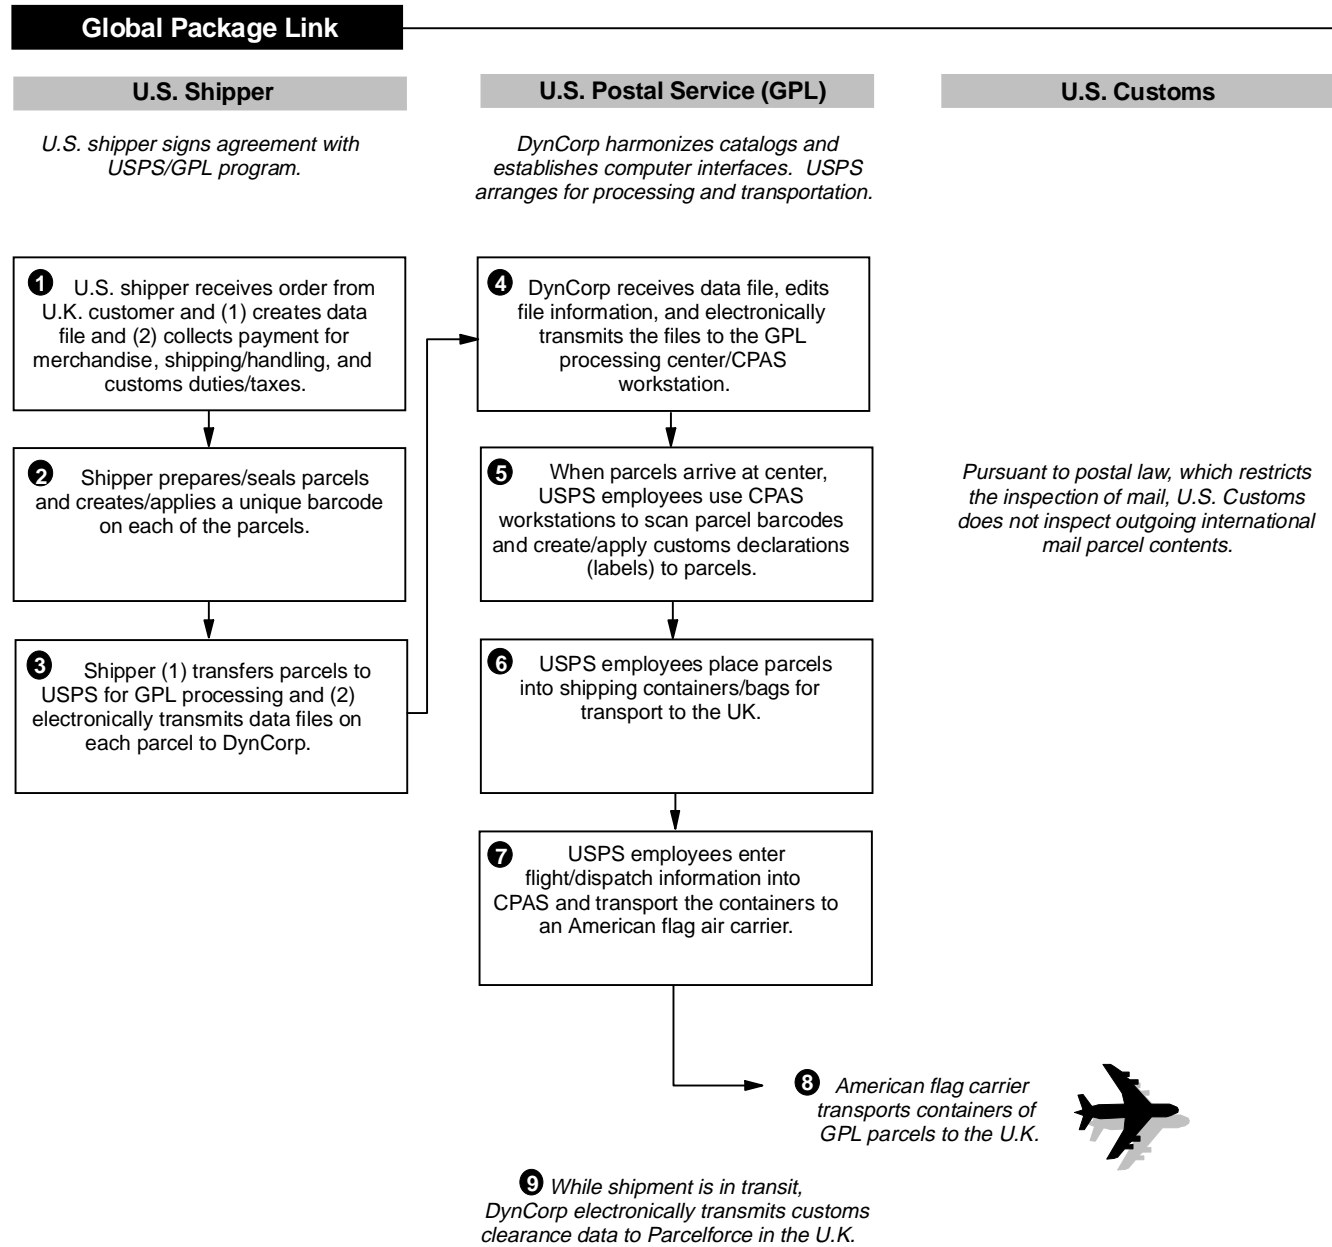 Global Package Link
U.S. Shipper
U.S. shipper signs agreement with
USPS/GPL program.
1 U.S. shipper receives order from
U.K. customer and (1) creates data
file and (2) collects payment for
merchandise, shipping/handling, and
customs duties/taxes.
2 Shipper prepares/seals parcels
and creates/applies a unique barcode
on each of the parcels.
3 Shipper (1) transfers parcels to
USPS for GPL processing and (2)
electronically transmits data files on
each parcel to DynCorp.
U.S. Postal Service (GPL)
DynCorp harmonizes catalogs and
establishes computer interfaces. USPS
arranges for processing and transportation.
4 DynCorp receives data file, edits
file information, and electronically
transmits the files to the GPL
processing center/CPAS
workstation.
5 When parcels arrive at center,
USPS employees use CPAS
workstations to scan parcel barcodes
and create/apply customs declarations
(labels) to parcels.
6 USPS employees place parcels
into shipping containers/bags for
transport to the UK.
7 USPS employees enter
flight/dispatch information into
CPAS and transport the containers to
an American flag air carrier.
8 American flag carrier
transports containers of
GPL parcels to the U.K.
9 While shipment is in transit,
DynCorp electronically transmits customs
clearance data to Parcelforce in the U.K.
U.S. Customs
Pursuant to postal law, which restricts
the inspection of mail, U.S. Customs
does not inspect outgoing international
mail parcel contents.